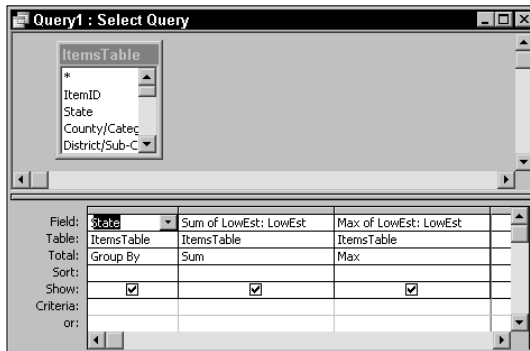 Query1 : Select Query
ItemsTable
*
ItemID
State
County/Categ
District/Sub-C
Field: State Sum of LowEst: LowEst Max of LowEst: LowEst
Table: ItemsTable ItemsTable ItemsTable
Total: Group By Sum Max
Sort:
Show:
Criteria:
or: